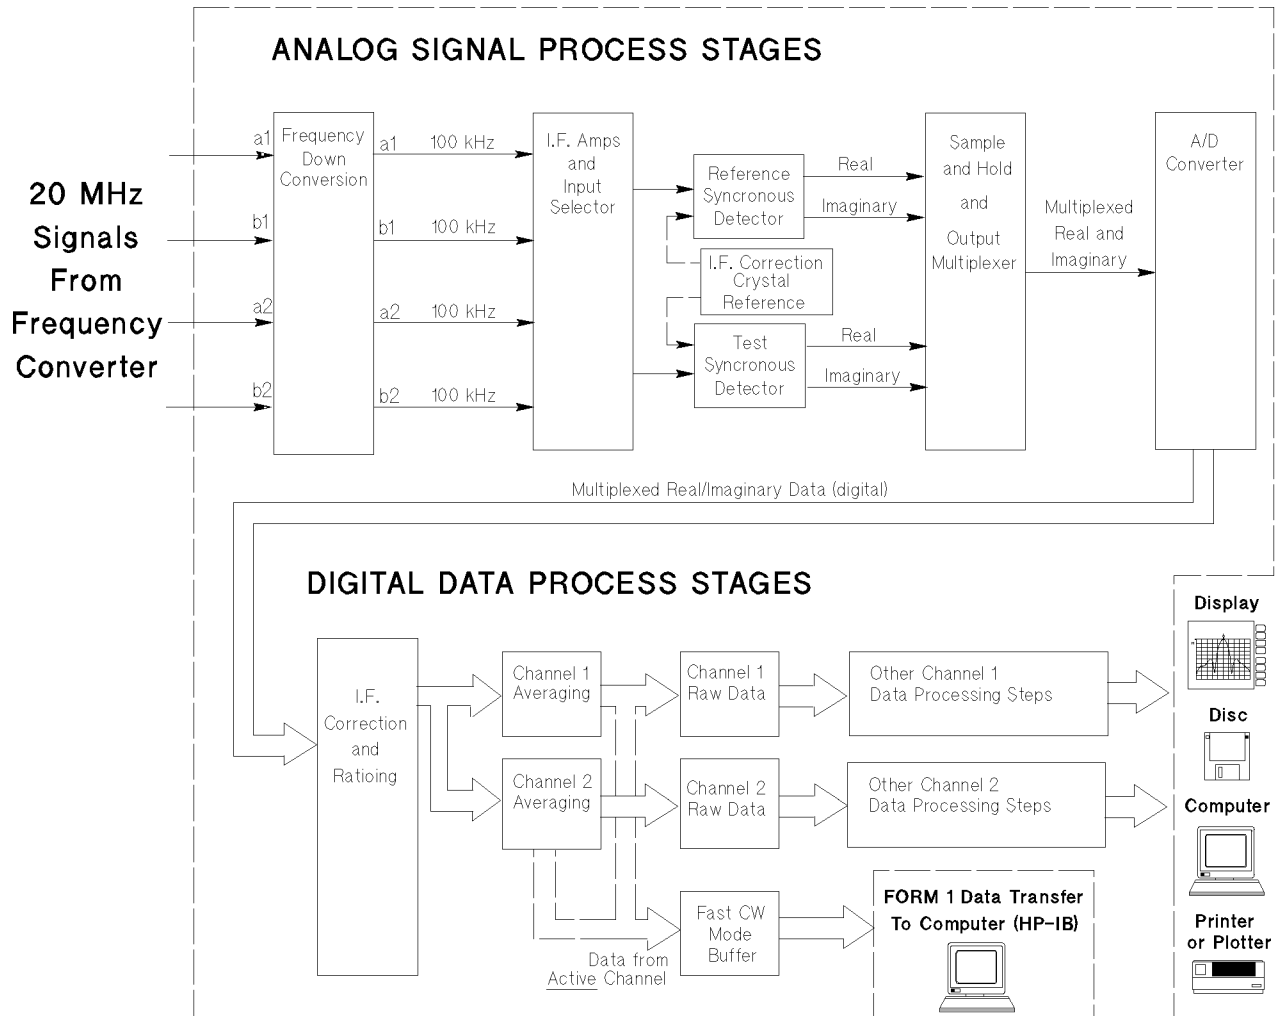 ANALOG SIGNAL PROCESS STAGES
20 MHz
Signals
From
Frequency
Converter
a1
b1
a2
b2
Frequency
Down
Conversion
a1
100 kHz
b1
100 kHz
a2
100 kHz
b2
100 kHz
I.F. Amps
and
Input
Selector
Reference
Syncronous
Detector
I.F. Correction
Crystal
Reference
Test
Syncronous
Detector
Real
Imaginary
Real
Imaginary
Sample
and Hold
and
Output
Multiplexer
Multiplexed
Real and
Imaginary
A/D
Converter
Multiplexed Real/Imaginary Data (digital)
DIGITAL DATA PROCESS STAGES
I.F.
Correction
and
Ratioing
Channel 1
Averaging
Channel 1
Raw Data
Other Channel 1
Data Processing Steps
Channel 2
Averaging
Channel 2
Raw Data
Other Channel 2
Data Processing Steps
Data from
Active Channel
Fast CW
Mode
Buffer
FORM 1 Data Transfer
To Computer (HP-IB)
Display
Disc
Computer
Printer
or Plotter